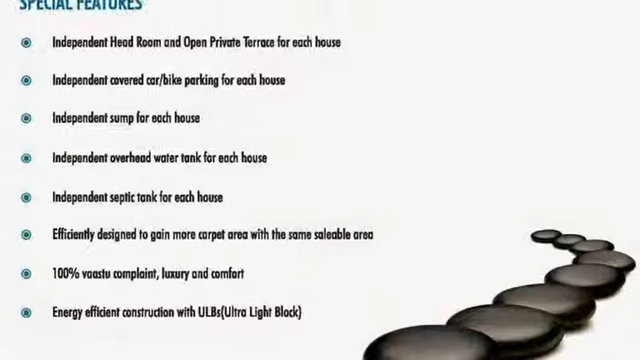 SPECIAL FEATURES
Independent Head Room and Open Private Terrace for each house
Independent covered car/bike parking for each house
Independent sump for each house
Independent overhead water tank for each house
Independent septic tank for each house
Efficiently designed to gain more carpet area with the same saleable area
100% vaastu complaint, luxury and comfort
Energy efficient construction with ULBs(Ultra Light Block)